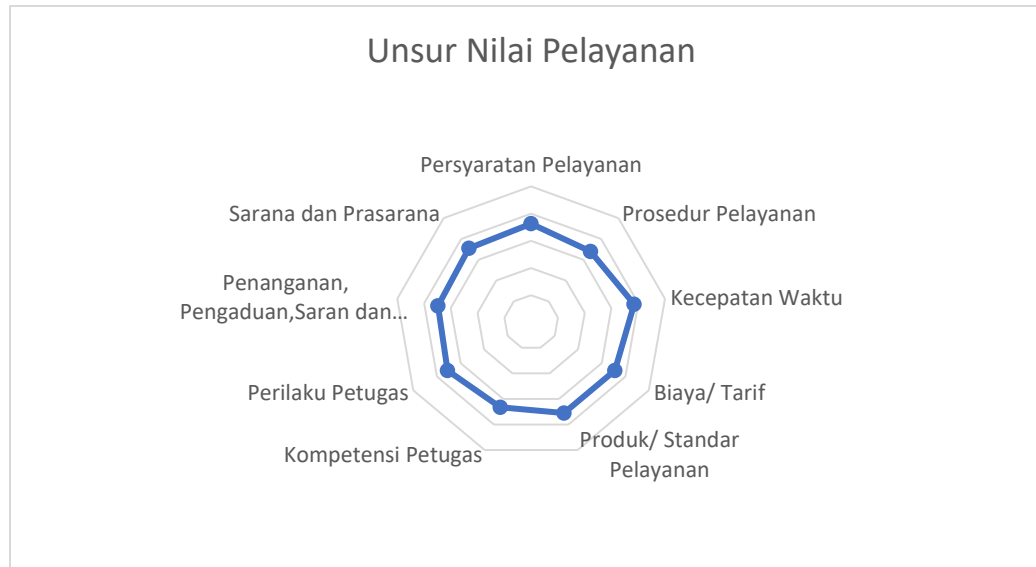 Unsur Nilai Pelayanan
Persyaratan Pelayanan
Prosedur Pelayanan
Kecepatan Waktu
Biaya/ Tarif
Produk/ Standar
Pelayanan
Kompetensi Petugas
Perilaku Petugas
Penanganan,
Pengaduan,Saran dan...
Sarana dan Prasarana